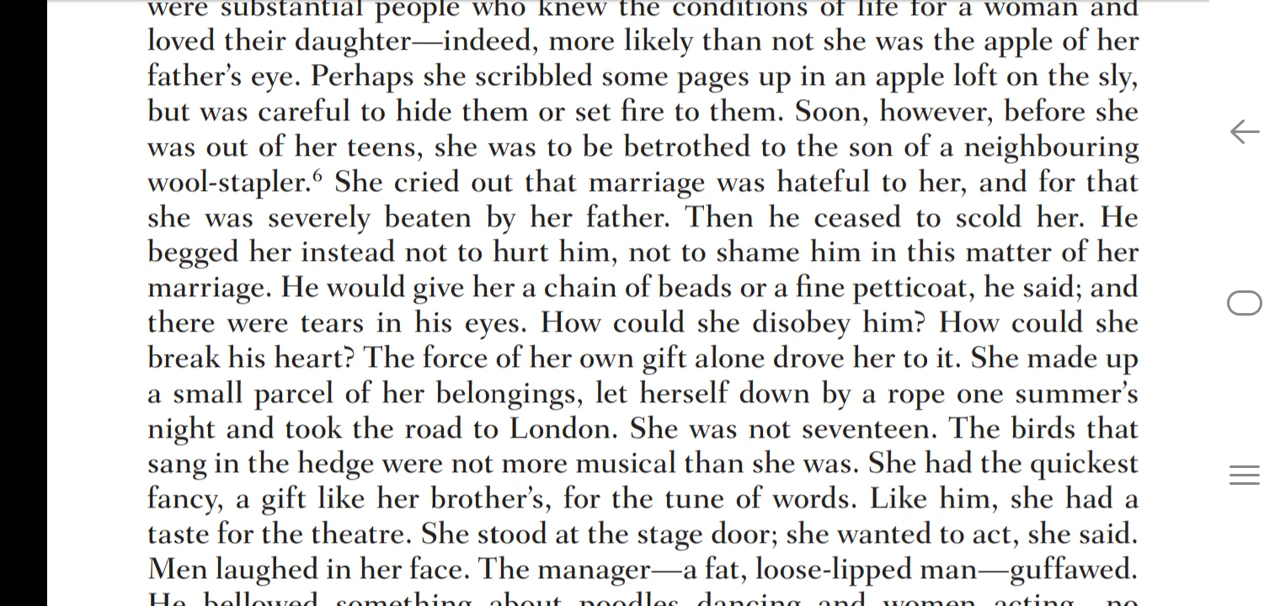 were substantial people who knew the conditions of life for a woman and
loved their daughter—indeed, more likely than not she was the apple of her
father’s eye. Perhaps she scribbled some pages up in an apple loft on the sly,
but was careful to hide them or set fire to them. Soon, however, before she
was out of her teens, she was to be betrothed to the son of a neighbouring
wool-stapler.⁶ She cried out that marriage was hateful to her, and for that
she was severely beaten by her father. Then he ceased to scold her. He
begged her instead not to hurt him, not to shame him in this matter of her
marriage. He would give her a chain of beads or a fine petticoat, he said; and
there were tears in his eyes. How could she disobey him? How could she
break his heart? The force of her own gift alone drove her to it. She made up
a small parcel of her belongings, let herself down by a rope one summer’s
night and took the road to London. She was not seventeen. The birds that
sang in the hedge were not more musical than she was. She had the quickest
fancy, a gift like her brother’s, for the tune of words. Like him, she had a
taste for the theatre. She stood at the stage door; she wanted to act, she said.
Men laughed in her face. The manager—a fat, loose-lipped man—guffawed.
He bellowed something about poodles dancing and women acting—no